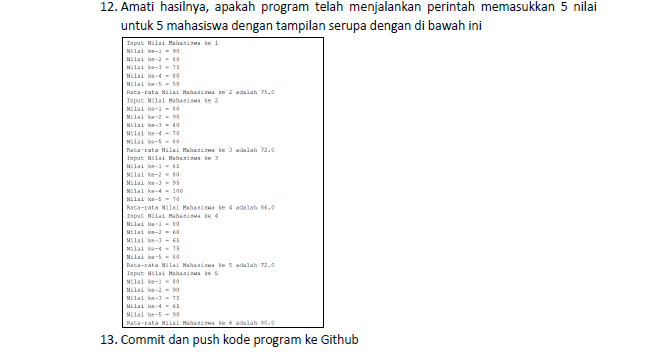 12. Amati hasilnya, apakah program telah menjalankan perintah memasukkan 5 nilai
untuk 5 mahasiswa dengan tampilan serupa dengan di bawah ini
Input Nilai Mahasiswa ke 1
Nilai ke-1 = 90
Nilai ke-2 = 80
Nilai ke-3 = 75
Nilai ke-4 = 80
Nilai ke-5 = 50
Rata-rata Nilai Mahasiswa ke 2 adalah 75.0
Input Nilai Mahasiswa ke 2
Nilai ke-1 = 80
Nilai ke-2 = 90
Nilai ke-3 = 40
Nilai ke-4 = 70
Nilai ke-5 = 80
Rata-rata Nilai Mahasiswa ke 3 adalah 72.0
Input Nilai Mahasiswa ke 3
Nilai ke-1 = 85
Nilai ke-2 = 80
Nilai ke-3 = 95
Nilai ke-4 = 100
Nilai ke-5 = 70
Rata-rata Nilai Mahasiswa ke 4 adalah 86.0
Input Nilai Mahasiswa ke 4
Nilai ke-1 = 80
Nilai ke-2 = 60
Nilai ke-3 = 65
Nilai ke-4 = 75
Nilai ke-5 = 80
Rata-rata Nilai Mahasiswa ke 5 adalah 72.0
Input Nilai Mahasiswa ke 5
Nilai ke-1 = 80
Nilai ke-2 = 90
Nilai ke-3 = 75
Nilai ke-4 = 65
Nilai ke-5 = 90
Rata-rata Nilai Mahasiswa ke 6 adalah 80.0
13. Commit dan push kode program ke Github